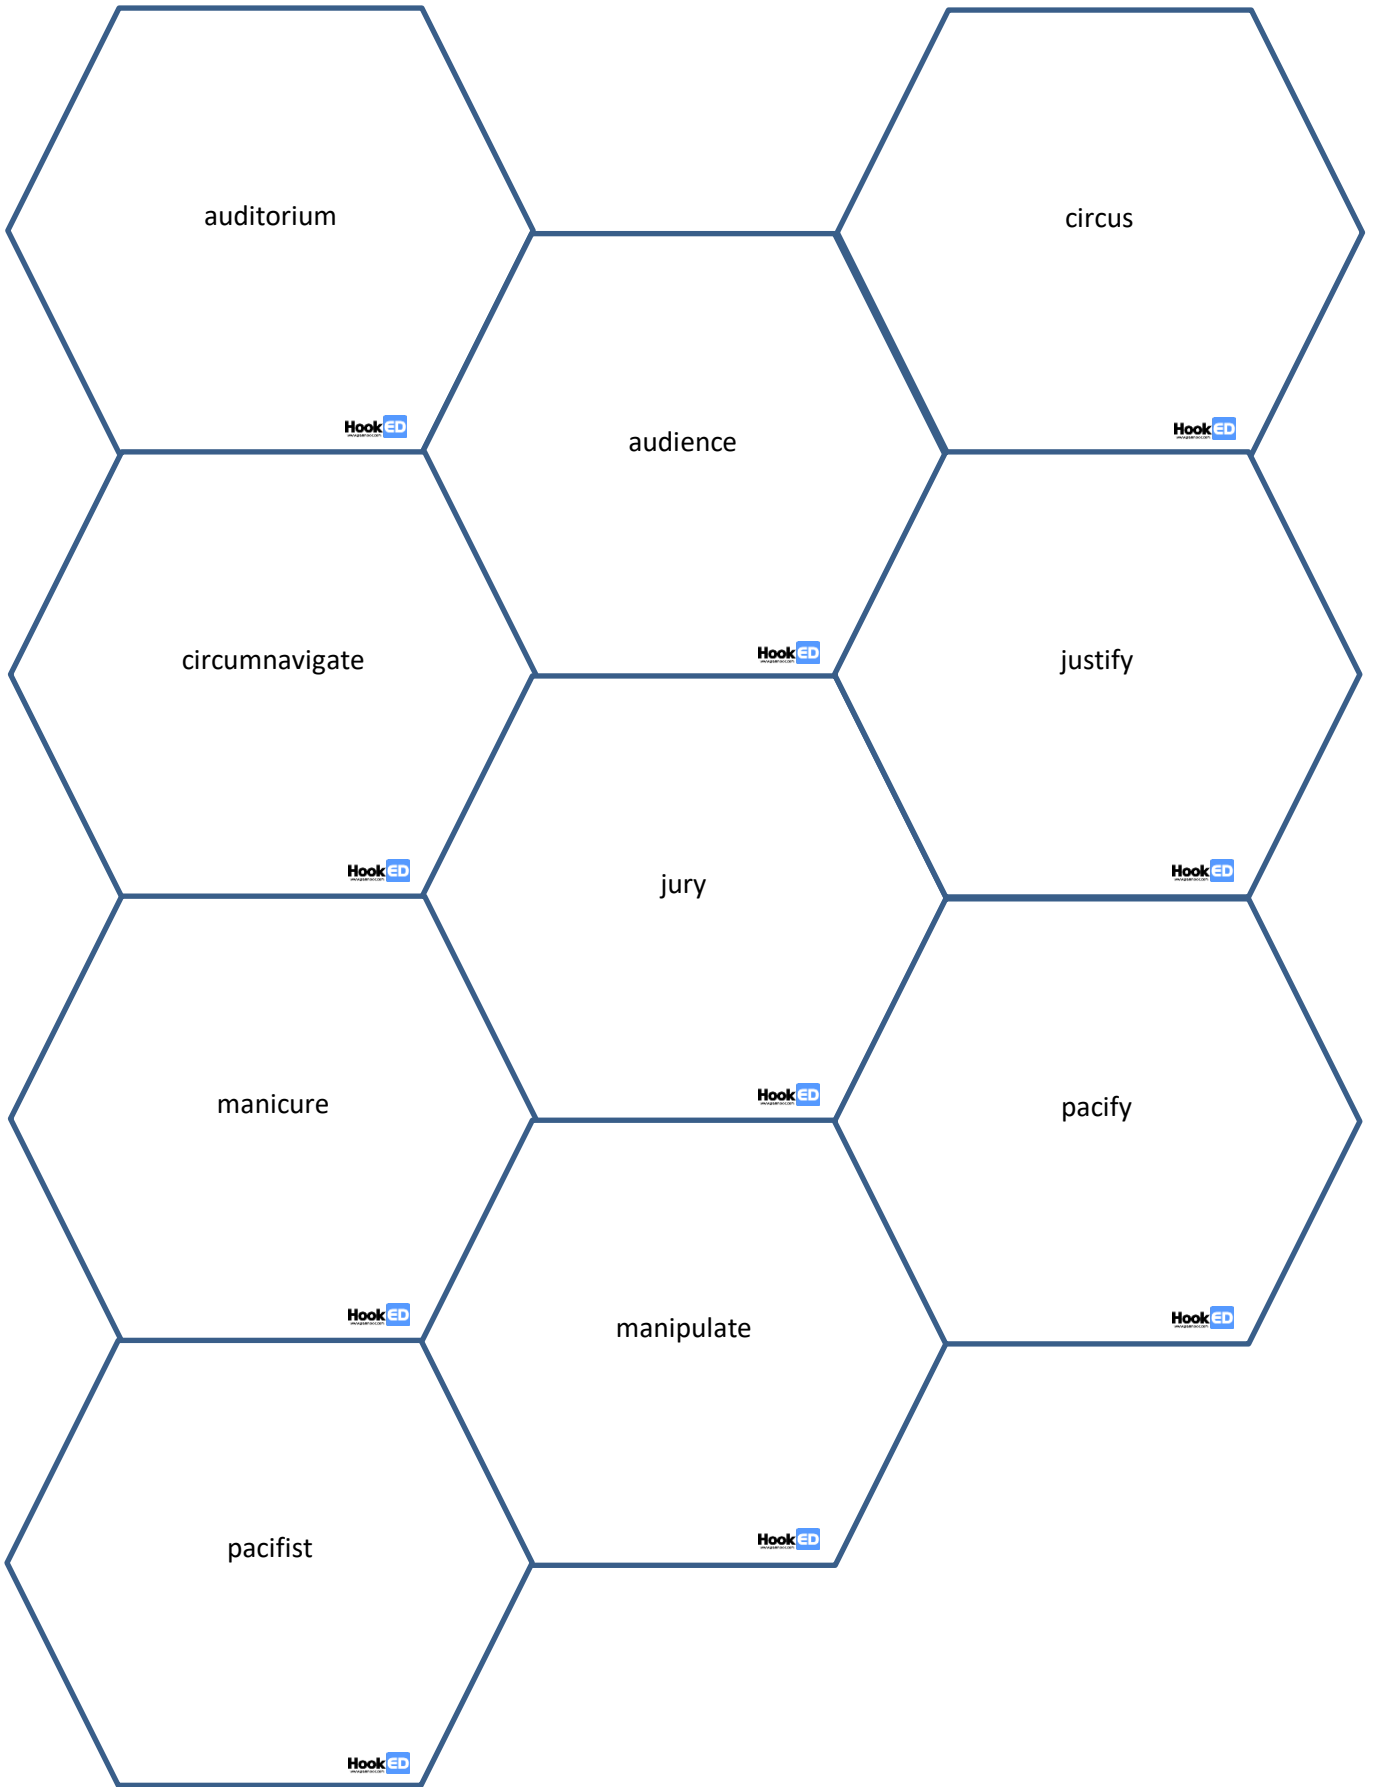 auditorium
circus
HookED
HookED
audience
HookED
circumnavigate
justify
HookED
HookED
jury
HookED
manicure
pacify
HookED
HookED
manipulate
HookED
pacifist
HookED